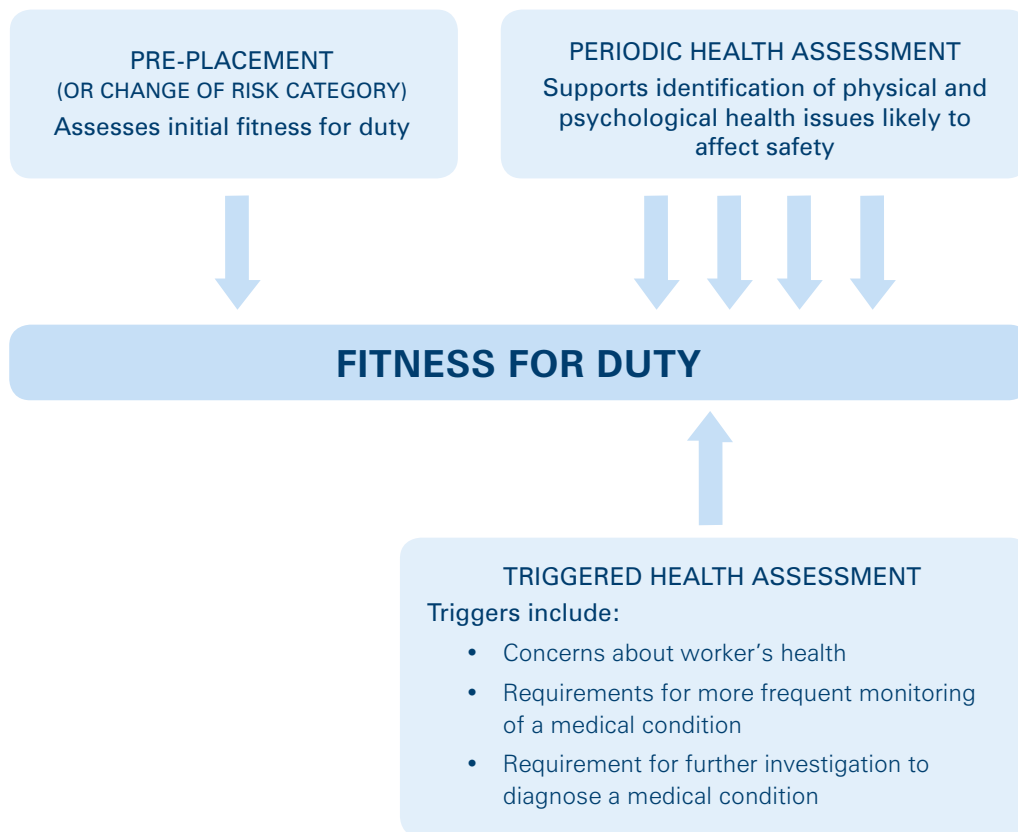 PRE-PLACEMENT
(OR CHANGE OF RISK CATEGORY)
Assesses initial fitness for duty
PERIODIC HEALTH ASSESSMENT
Supports identification of physical and
psychological health issues likely to
affect safety
FITNESS FOR DUTY
TRIGGERED HEALTH ASSESSMENT
Triggers include:
• Concerns about worker’s health
• Requirements for more frequent monitoring
of a medical condition
• Requirement for further investigation to
diagnose a medical condition